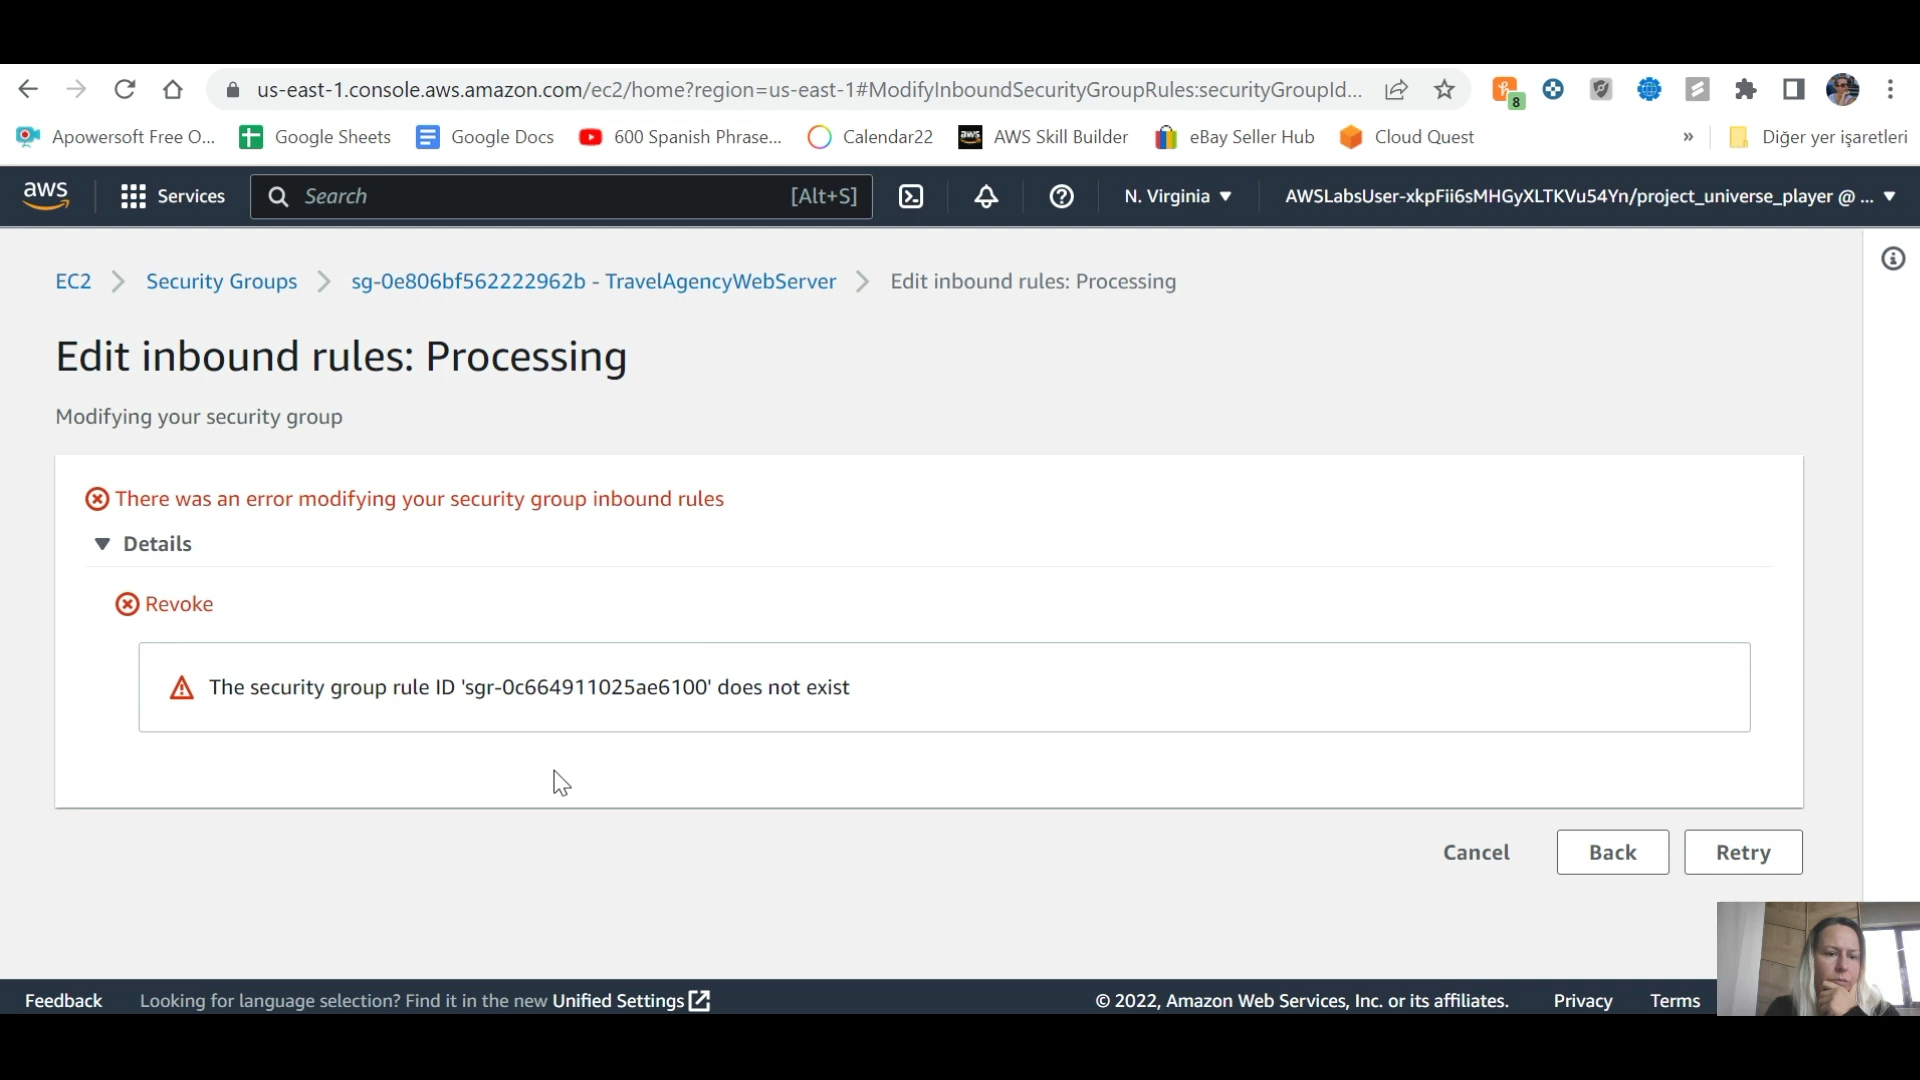 us-east-1.console.aws.amazon.com/ec2/home?region=us-east-1#ModifyInboundSecurityGroupRules:securityGroupId...
8
Apowersoft Free O...
Google Sheets
Google Docs
600 Spanish Phrase...
Calendar22
aws
AWS Skill Builder
eBay Seller Hub
Cloud Quest
»
Diğer yer işaretleri
aws
Services
Search
[Alt+S]
N. Virginia
AWSLabsUser-xkpFii6sMHGyXLTKVu54Yn/project_universe_player @ ...
EC2
Security Groups
sg-0e806bf562222962b - TravelAgencyWebServer
Edit inbound rules: Processing
Edit inbound rules: Processing
Modifying your security group
There was an error modifying your security group inbound rules
Details
Revoke
The security group rule ID 'sgr-0c664911025ae6100' does not exist
Cancel
Back
Retry
Feedback
Looking for language selection? Find it in the new Unified Settings
© 2022, Amazon Web Services, Inc. or its affiliates.
Privacy
Terms